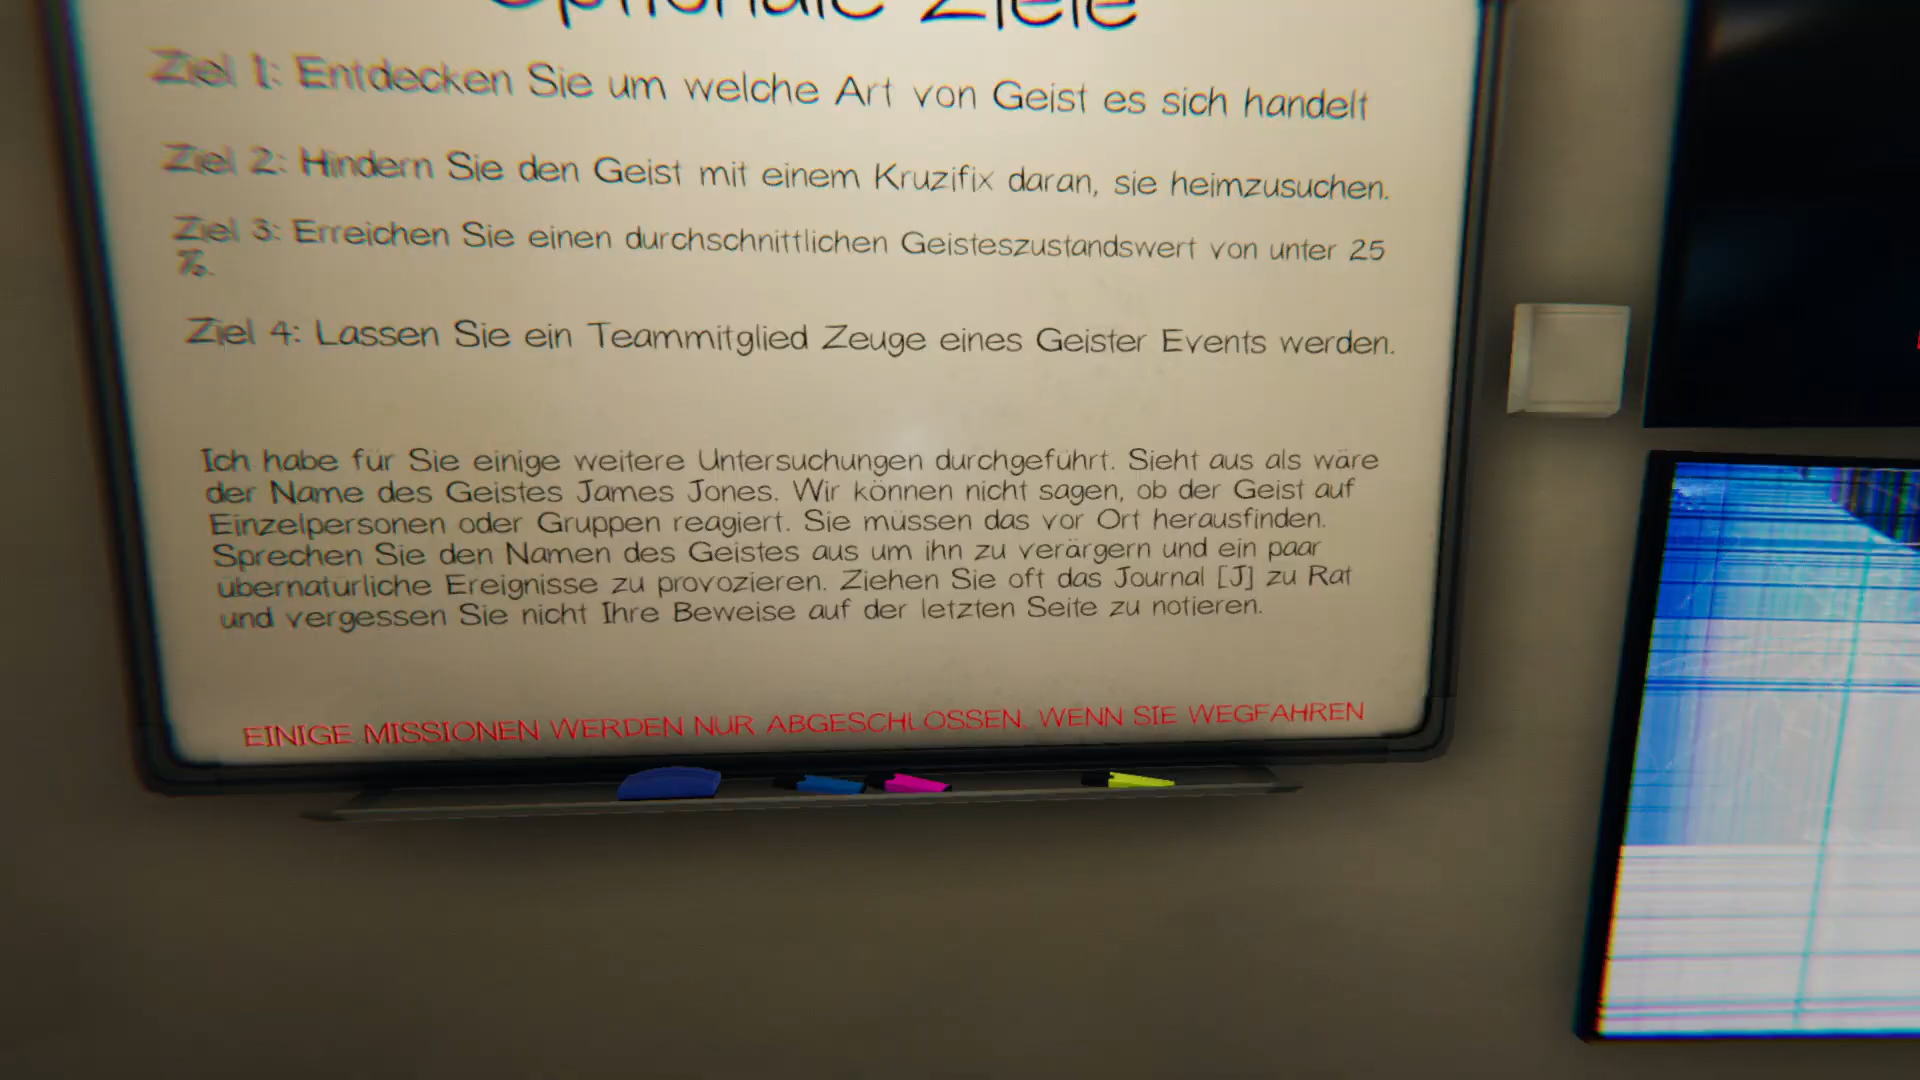 Optionale Ziele
Ziel 1: Entdecken Sie um welche Art von Geist es sich handelt
Ziel 2: Hindern Sie den Geist mit einem Kruzifix daran, sie heimzusuchen.
Ziel 3: Erreichen Sie einen durchschnittlichen Geisteszustandswert von unter 25
%.
Ziel 4: Lassen Sie ein Teammitglied Zeuge eines Geister Events werden.
Ich habe für Sie einige weitere Untersuchungen durchgeführt. Sieht aus als wäre
der Name des Geistes James Jones. Wir können nicht sagen, ob der Geist auf
Einzelpersonen oder Gruppen reagiert. Sie müssen das vor Ort herausfinden.
Sprechen Sie den Namen des Geistes aus um ihn zu verärgern und ein paar
übernatürliche Ereignisse zu provozieren. Ziehen Sie oft das Journal [J] zu Rat
und vergessen Sie nicht Ihre Beweise auf der letzten Seite zu notieren.
EINIGE MISSIONEN WERDEN NUR ABGESCHLOSSEN, WENN SIE WEGFAHREN